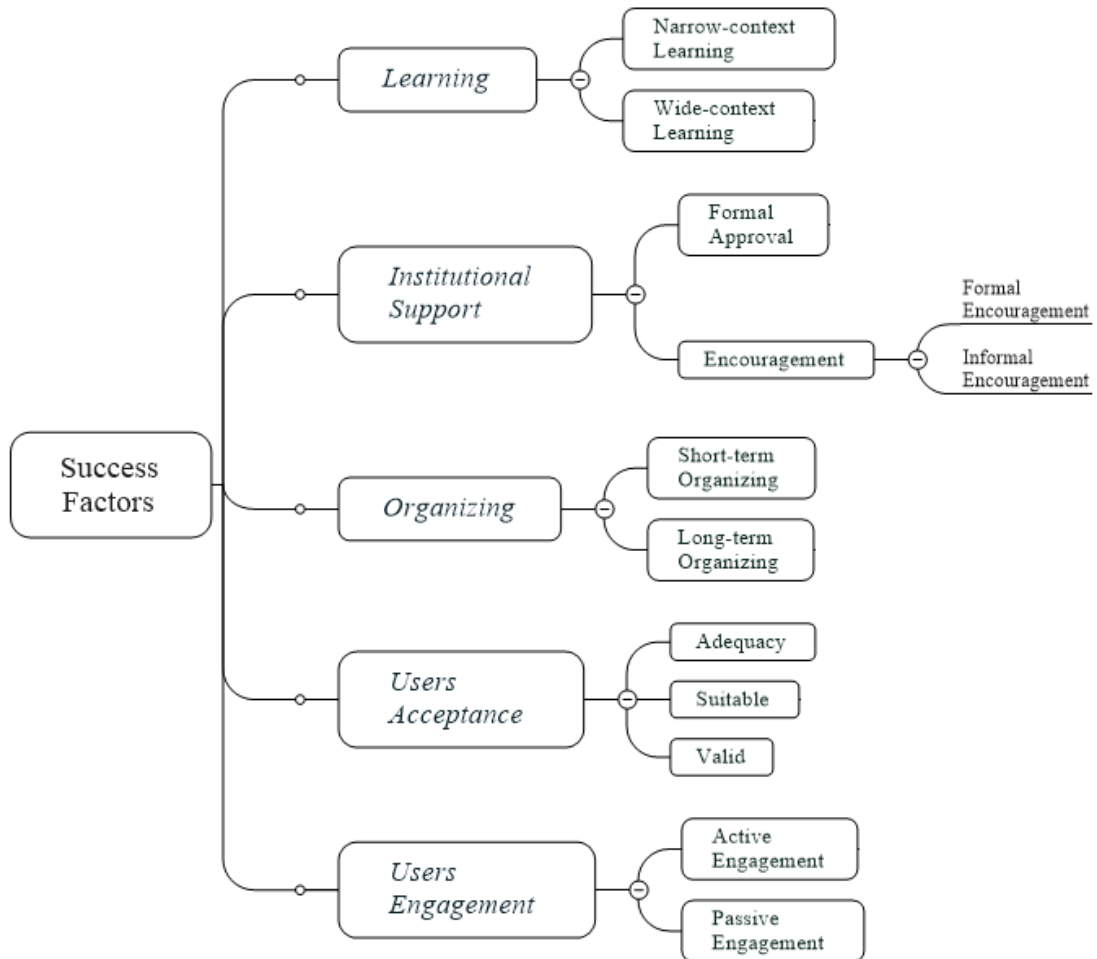 Narrow-context
Learning
Learning
Wide-context
Learning
Formal
Approval
Institutional
Support
Formal
Encouragement
Encouragement
Informal
Encouragement
Success
Factors
Short-term
Organizing
Organizing
Long-term
Organizing
Adequacy
Users
Acceptance
Suitable
Valid
Active
Engagement
Users
Engagement
Passive
Engagement